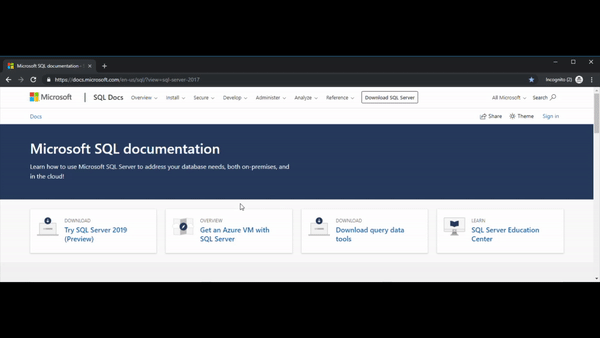 Microsoft SQL documentation -
https://docs.microsoft.com/en-us/sql/?view=sql-server-2017
Incognito (2)
Microsoft
SQL Docs
Overview
Install
Secure
Develop
Administer
Analyze
Reference
Download SQL Server
All Microsoft
Search
Docs
Share
Theme
Sign in
Microsoft SQL documentation
Learn how to use Microsoft SQL Server to address your database needs, both on-premises, and
in the cloud!
DOWNLOAD
Try SQL Server 2019
(Preview)
OVERVIEW
Get an Azure VM with
SQL Server
DOWNLOAD
Download query data
tools
LEARN
SQL Server Education
Center